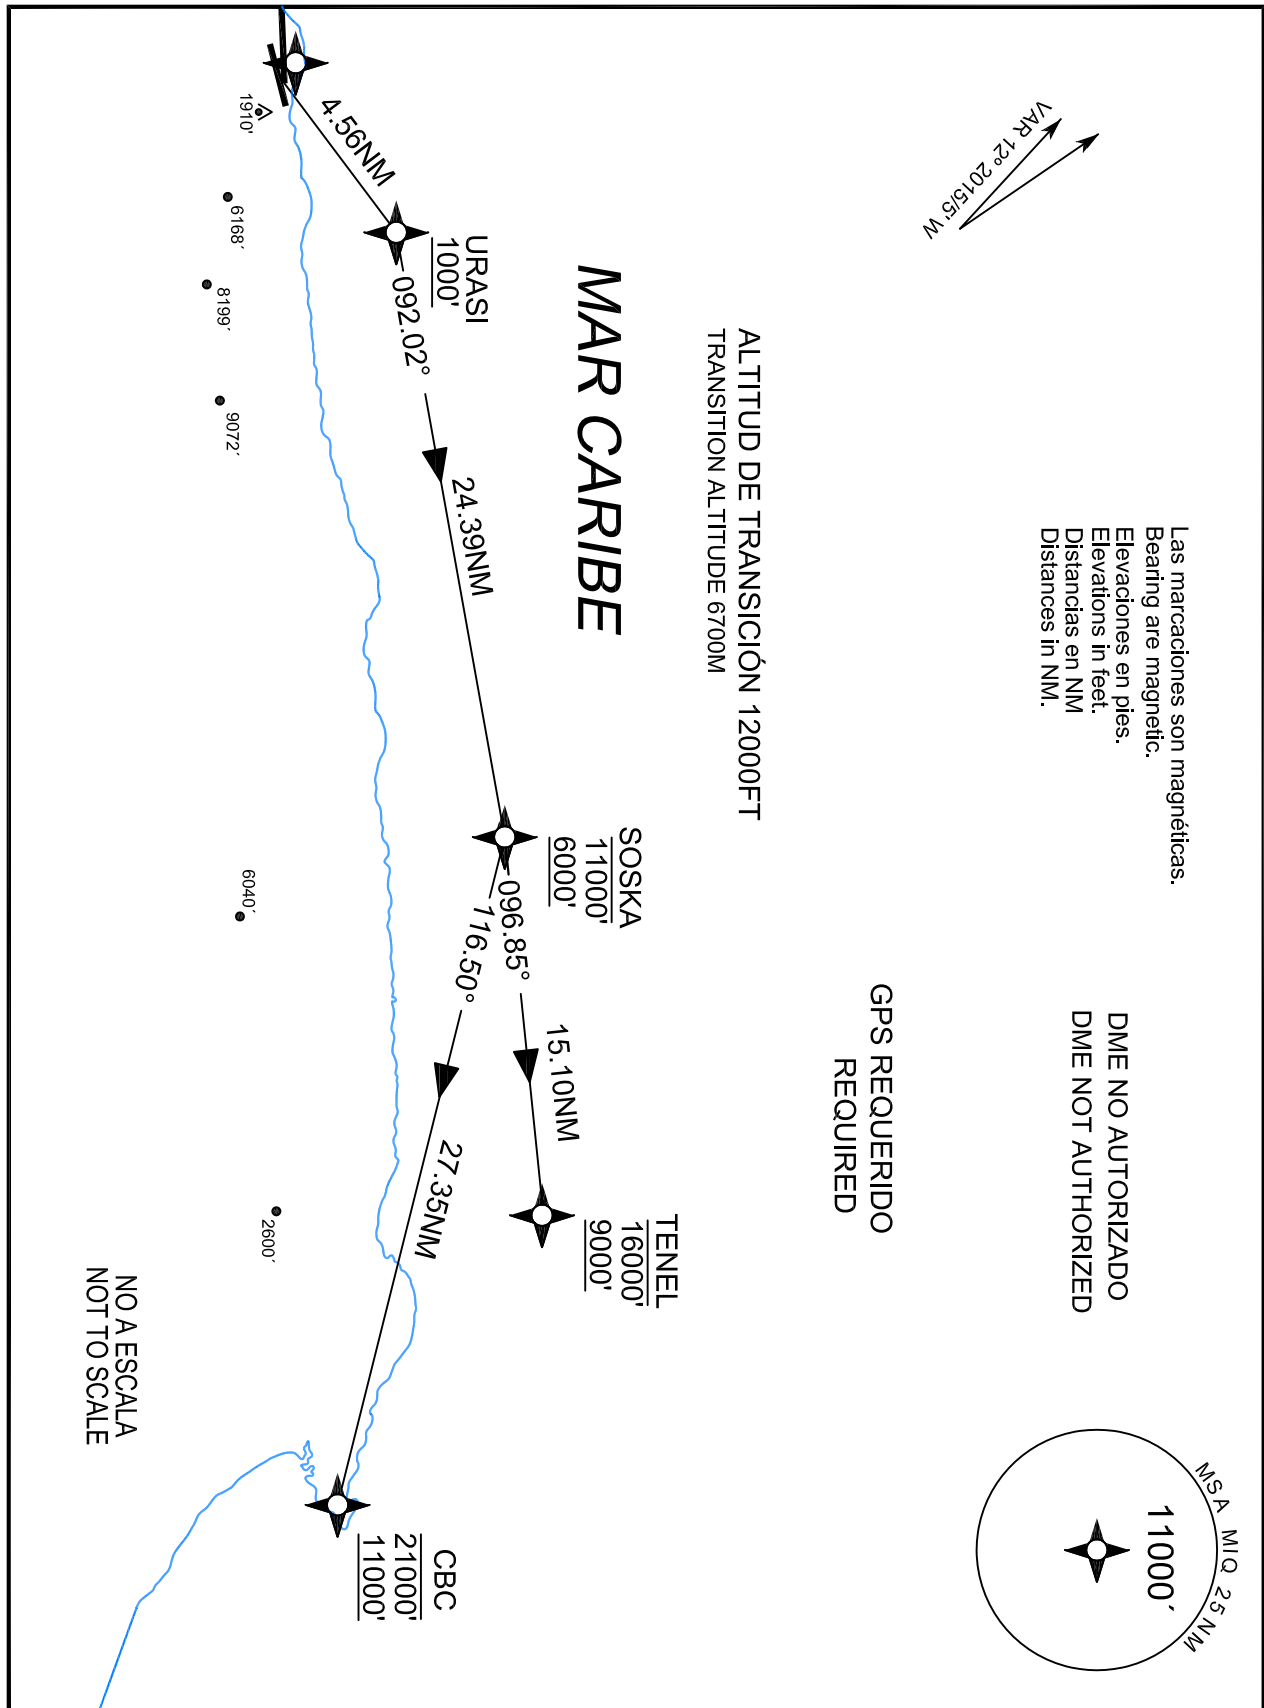 VAR 12° 2015/5' W
Las marcaciones son magnéticas.
Bearing are magnetic.
Elevaciones en pies.
Elevations in feet.
Distancias en NM
Distances in NM.
DME NO AUTORIZADO
DME NOT AUTHORIZED
MSA MIQ 25 NM
11000´
GPS REQUERIDO
REQUIRED
ALTITUD DE TRANSICIÓN 12000FT
TRANSITION ALTITUDE 6700M
MAR CARIBE
URASI
1000'
SOSKA
11000'
6000'
TENEL
16000'
9000'
CBC
21000'
11000'
4.56NM
092.02°
24.39NM
096.85°
15.10NM
116.50°
27.35NM
1910'
6168´
8199´
9072´
6040´
2600´
NO A ESCALA
NOT TO SCALE